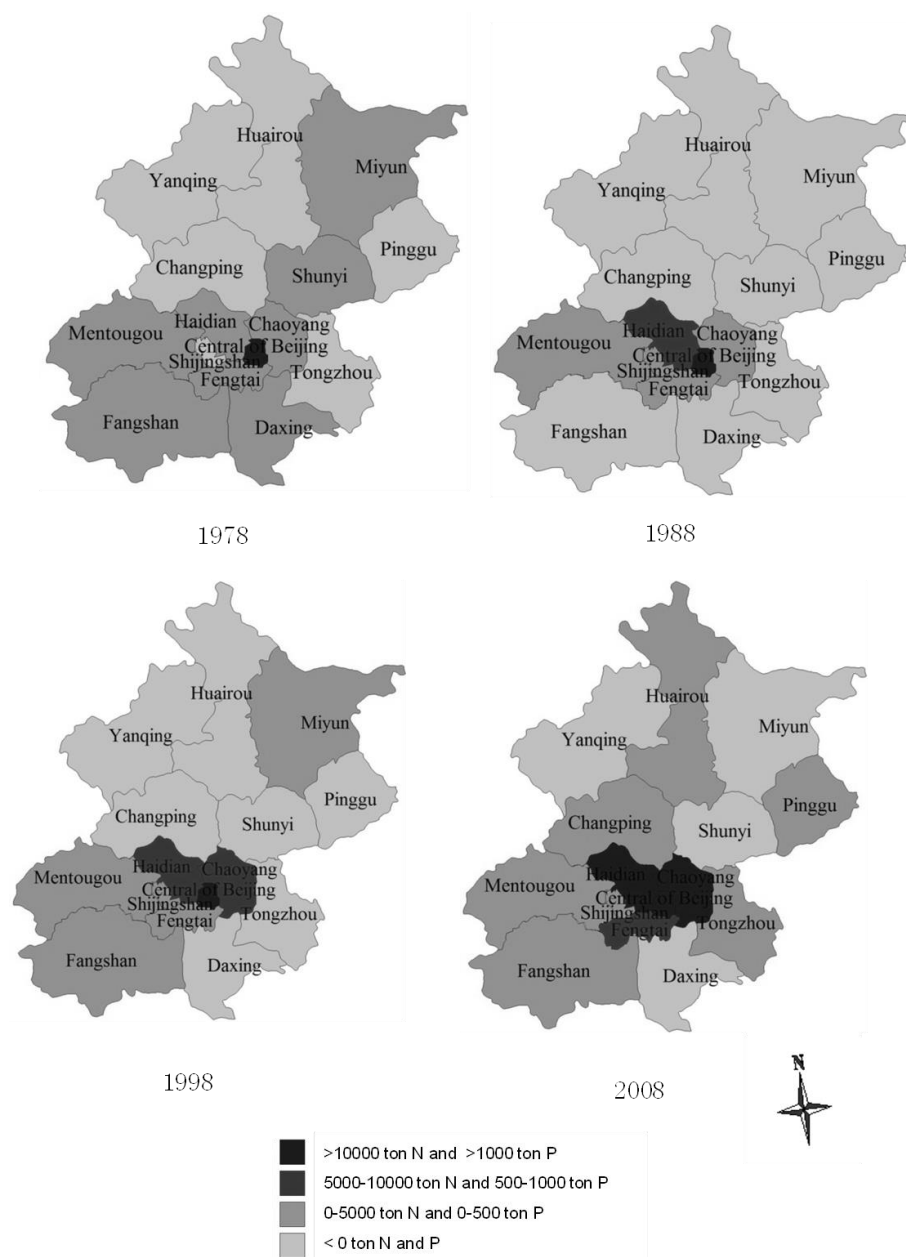 Huairou
Miyun
Yanqing
Pinggu
Changping
Shunyi
Mentougou
Haidian
Chaoyang
Central of Beijing
Shijingshan
Fengtai
Tongzhou
Fangshan
Daxing
1978
Huairou
Miyun
Yanqing
Pinggu
Changping
Shunyi
Mentougou
Haidian
Chaoyang
Central of Beijing
Shijingshan
Fengtai
Tongzhou
Fangshan
Daxing
1988
Huairou
Miyun
Yanqing
Pinggu
Changping
Shunyi
Mentougou
Haidian
Chaoyang
Central of Beijing
Shijingshan
Fengtai
Tongzhou
Fangshan
Daxing
1998
Huairou
Miyun
Yanqing
Pinggu
Changping
Shunyi
Mentougou
Haidian
Chaoyang
Central of Beijing
Shijingshan
Fengtai
Tongzhou
Fangshan
Daxing
2008
N
>10000 ton N and >1000 ton P
5000-10000 ton N and 500-1000 ton P
0-5000 ton N and 0-500 ton P
< 0 ton N and P